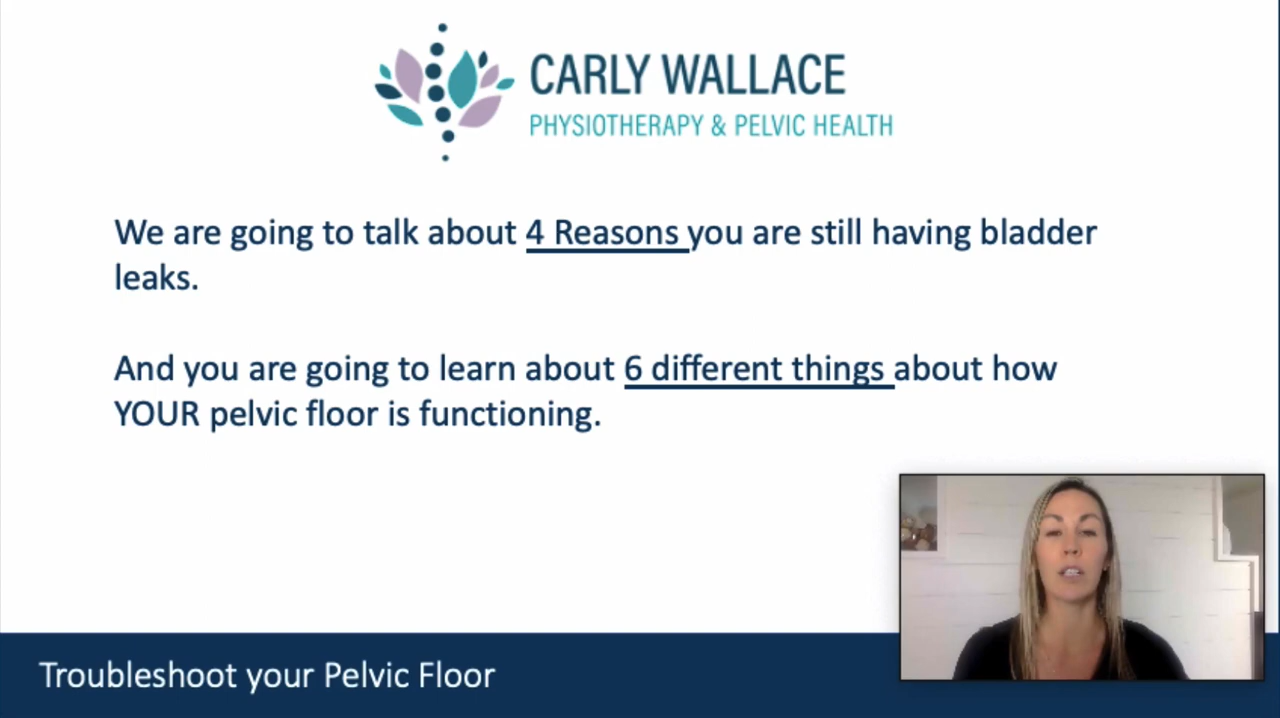 CARLY WALLACE
PHYSIOTHERAPY & PELVIC HEALTH
We are going to talk about 4 Reasons you are still having bladder
leaks.
And you are going to learn about 6 different things about how
YOUR pelvic floor is functioning.
Troubleshoot your Pelvic Floor